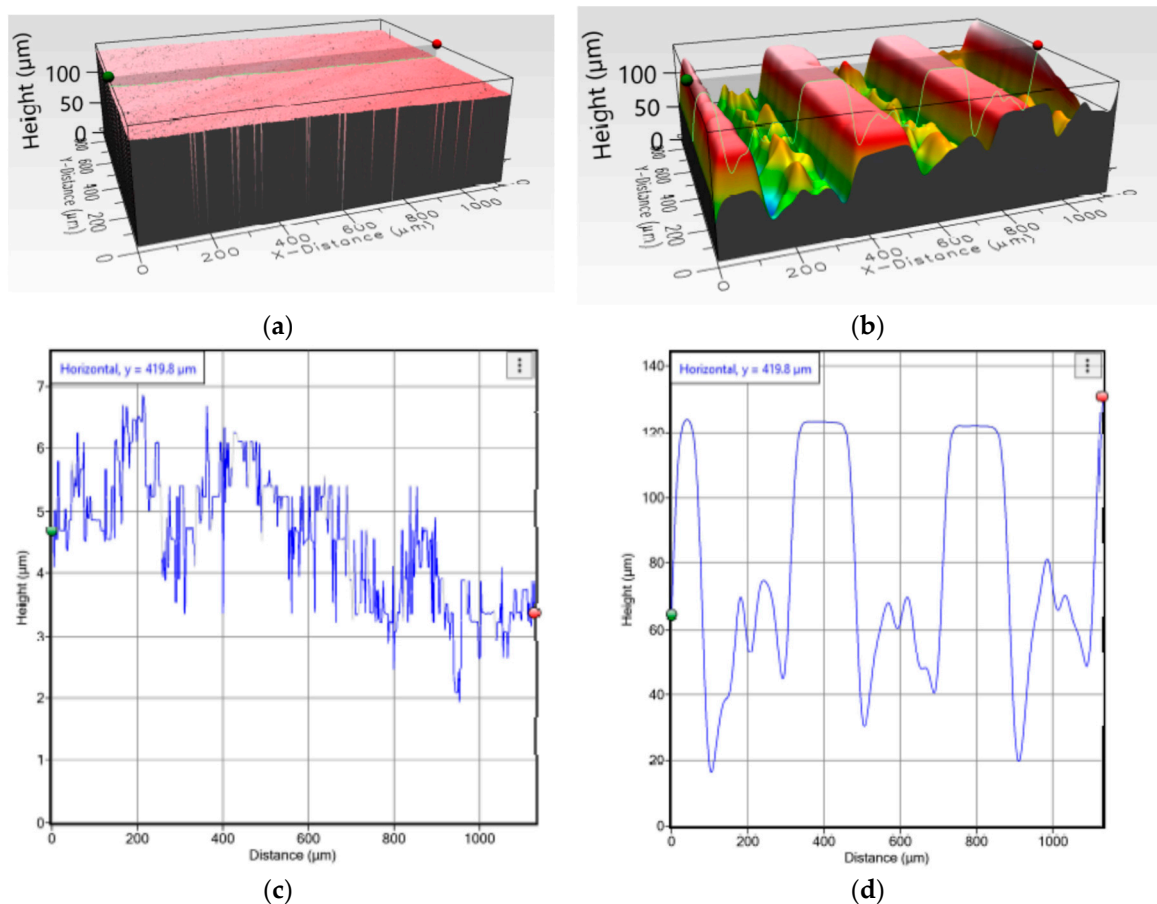 Height (μm)
100
50
0
Y-Distance (μm)
600
400
200
0
0
200
400
600
800
1000
X-Distance (μm)
0
(a)
Height (μm)
100
50
0
Y-Distance (μm)
600
400
200
0
0
200
400
600
800
1000
X-Distance (μm)
0
(b)
Horizontal, y = 419.8 μm
7
6
5
4
3
2
1
0
Height (μm)
0 200 400 600 800 1000
Distance (μm)
(c)
Horizontal, y = 419.8 μm
140
120
100
80
60
40
20
0
Height (μm)
0 200 400 600 800 1000
Distance (μm)
(d)